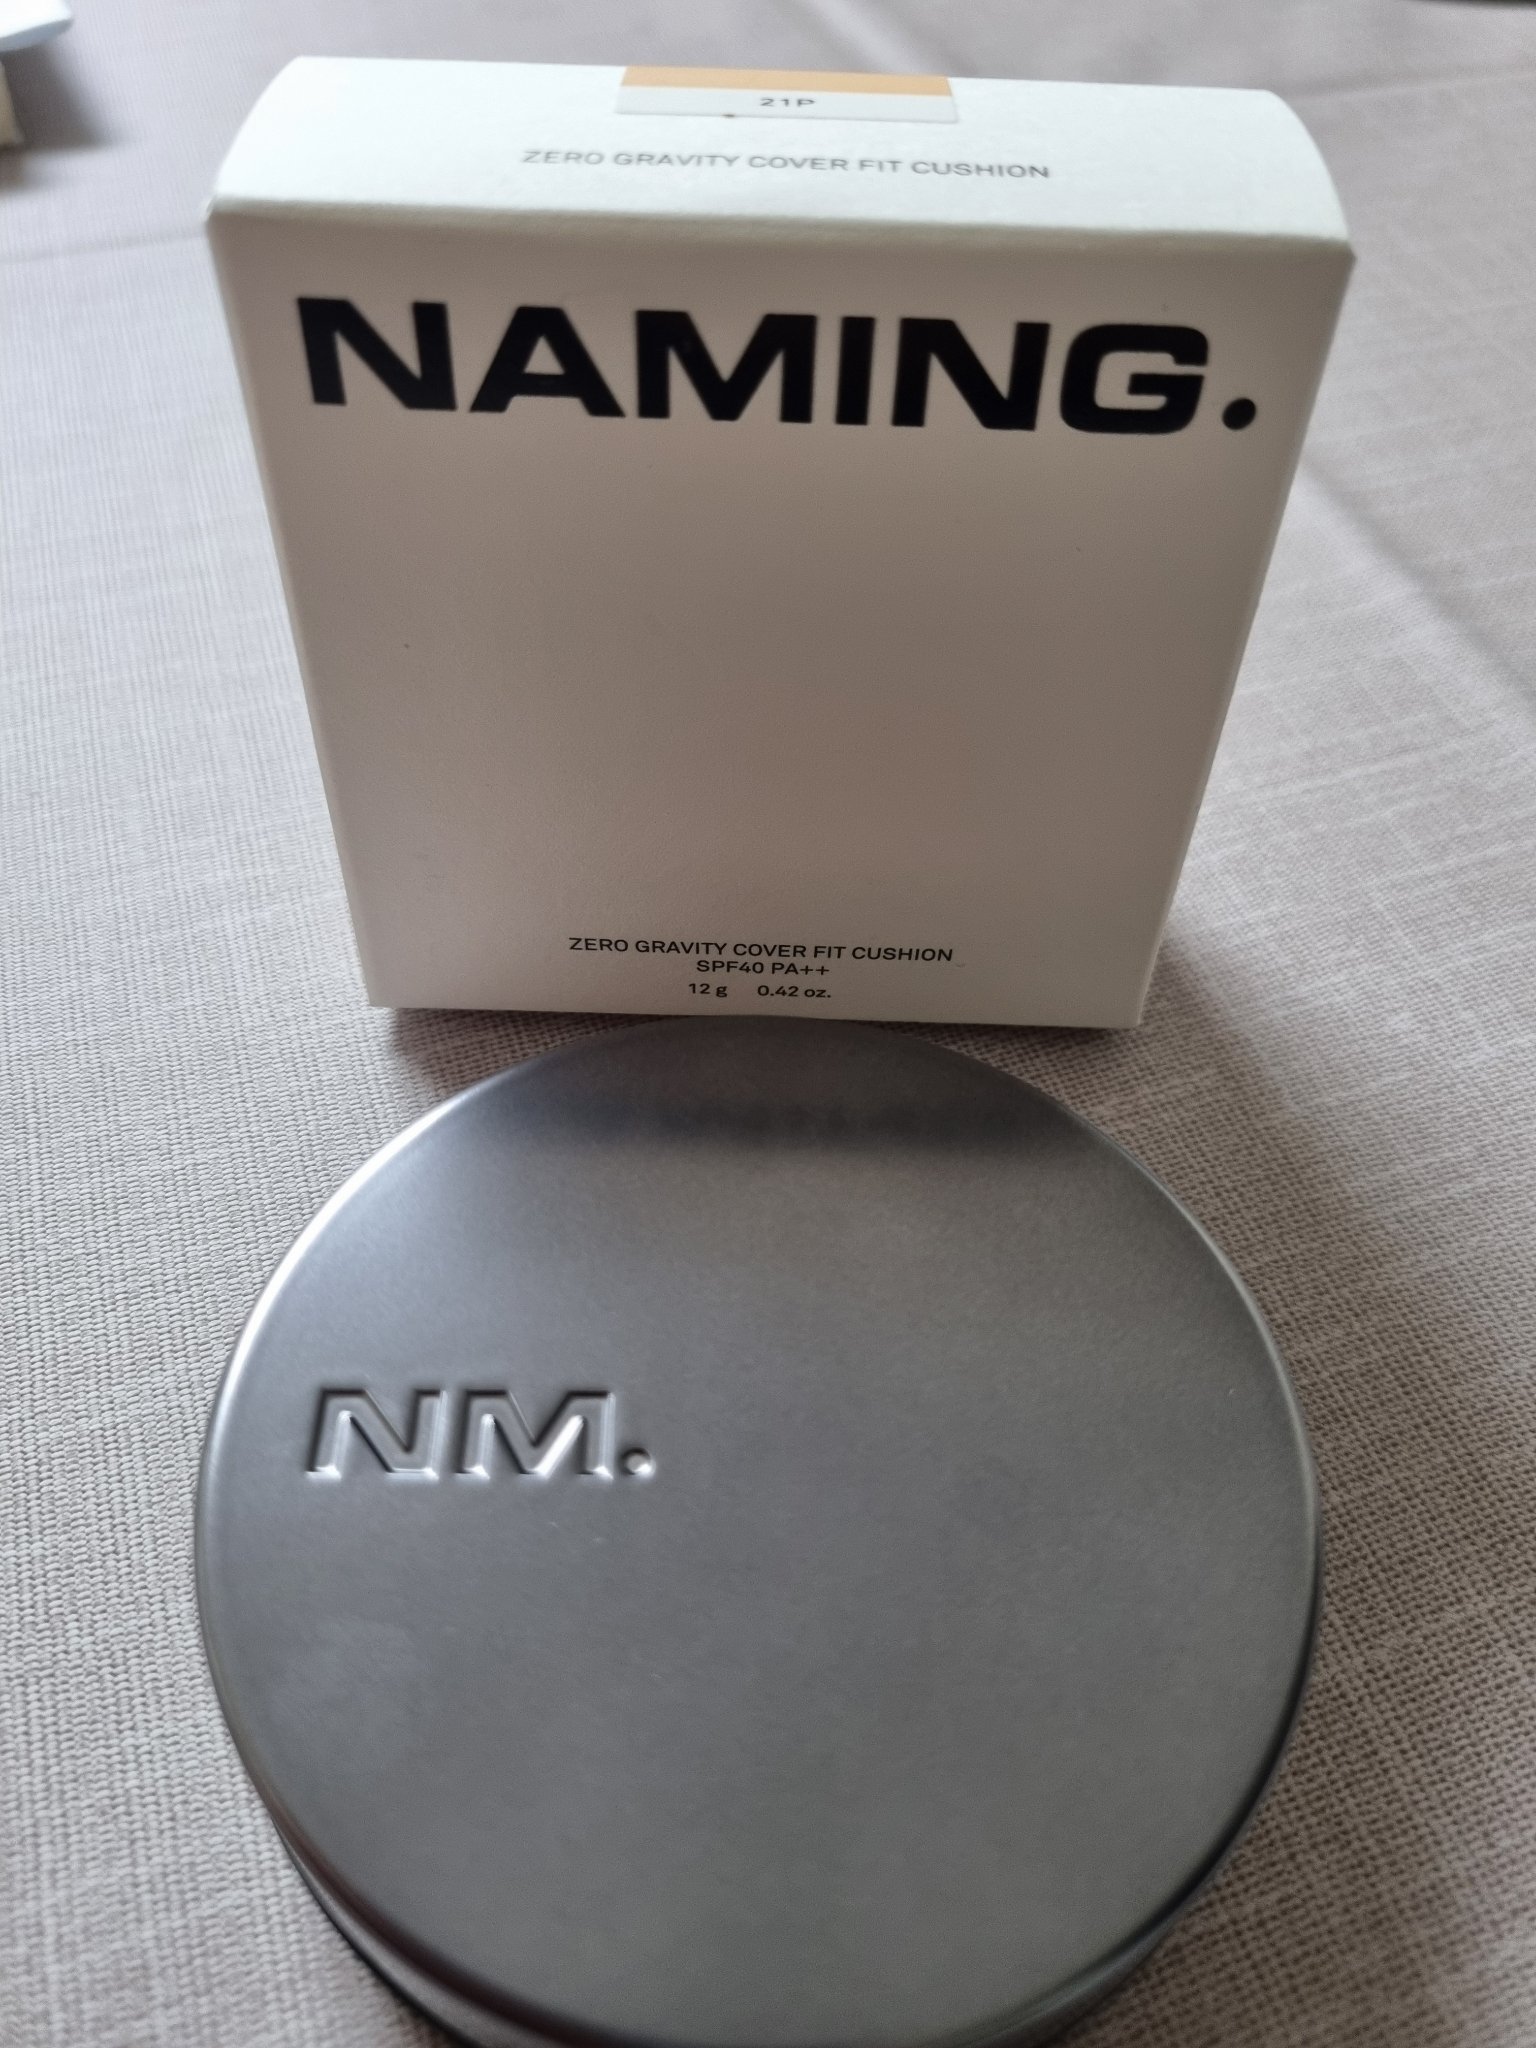 21P
ZERO GRAVITY COVER FIT CUSHION
NAMING.
ZERO GRAVITY COVER FIT CUSHION
SPF40 PA++
12 g 0.42 oz.
NM.